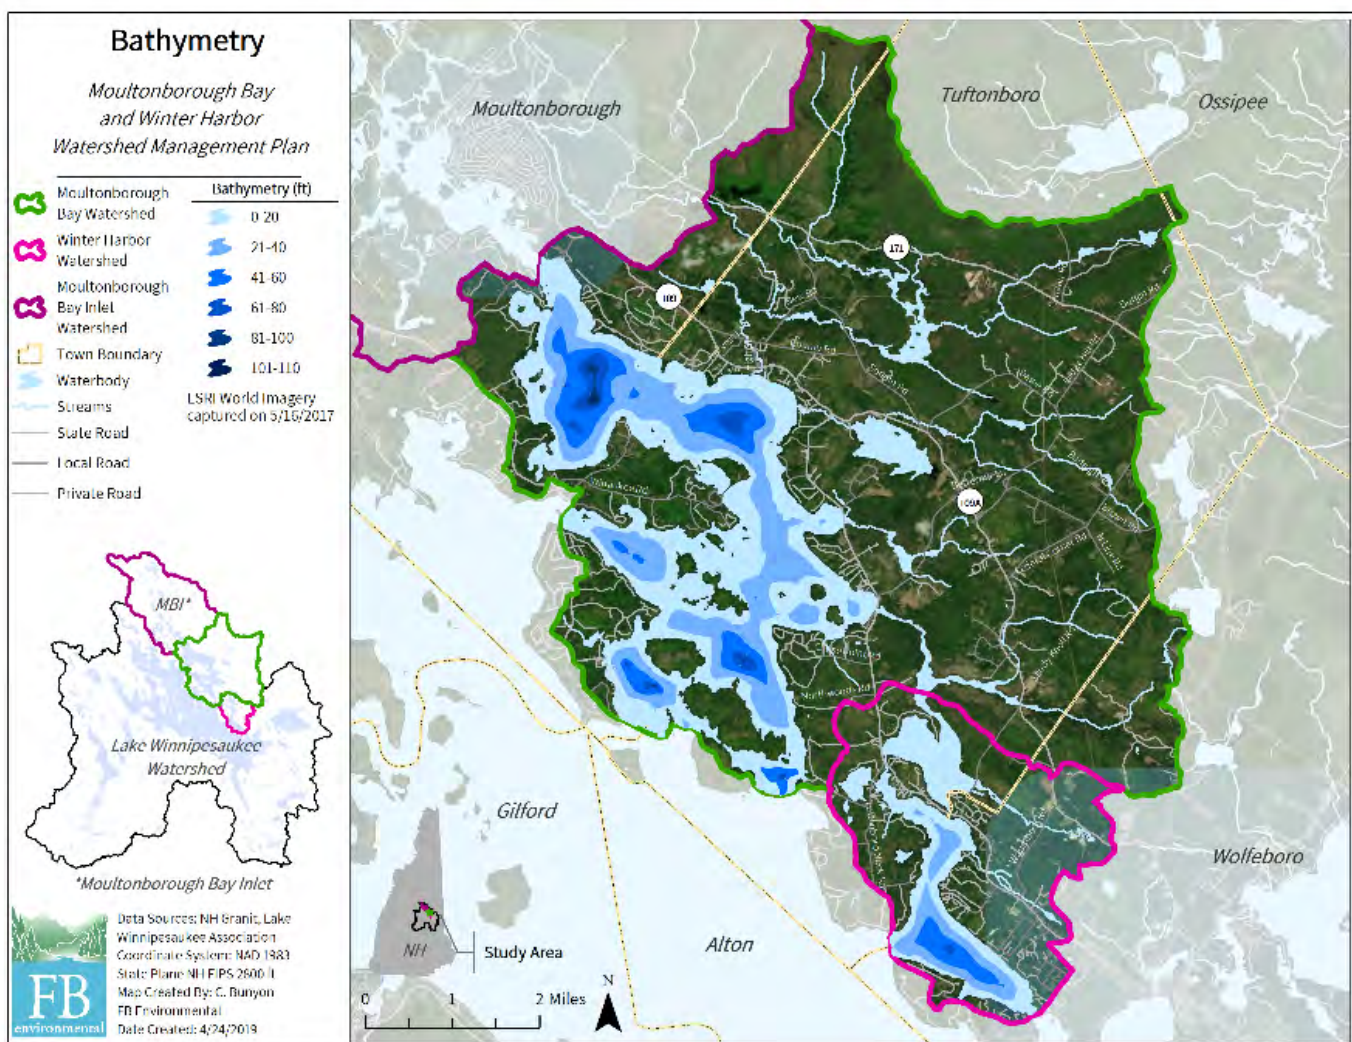 Bathymetry
Moultonborough Bay
and Winter Harbor
Watershed Management Plan
Moultonborough
Bay Watershed
Winter Harbor
Watershed
Moultonborough
Bay Inlet
Watershed
Town Boundary
Waterbody
Streams
State Road
Local Road
Private Road
Bathymetry (ft)
0-20
21-40
41-60
61-80
81-100
101-110
ESRI World Imagery
captured on 5/16/2017
MBI*
Lake Winnipesaukee
Watershed
*Moultonborough Bay Inlet
FB
environmental
Data Sources: NH Granit, Lake
Winnipesaukee Association
Coordinate System: NAD 1983
State Plane NH FIPS 2800 ft
Map Created By: C. Bunyon
FB Environmental
Date Created: 4/24/2019
Moultonborough
Tuftonboro
Ossipee
171
109
109A
Gilford
Alton
Wolfeboro
NH
Study Area
N
0 1 2 Miles